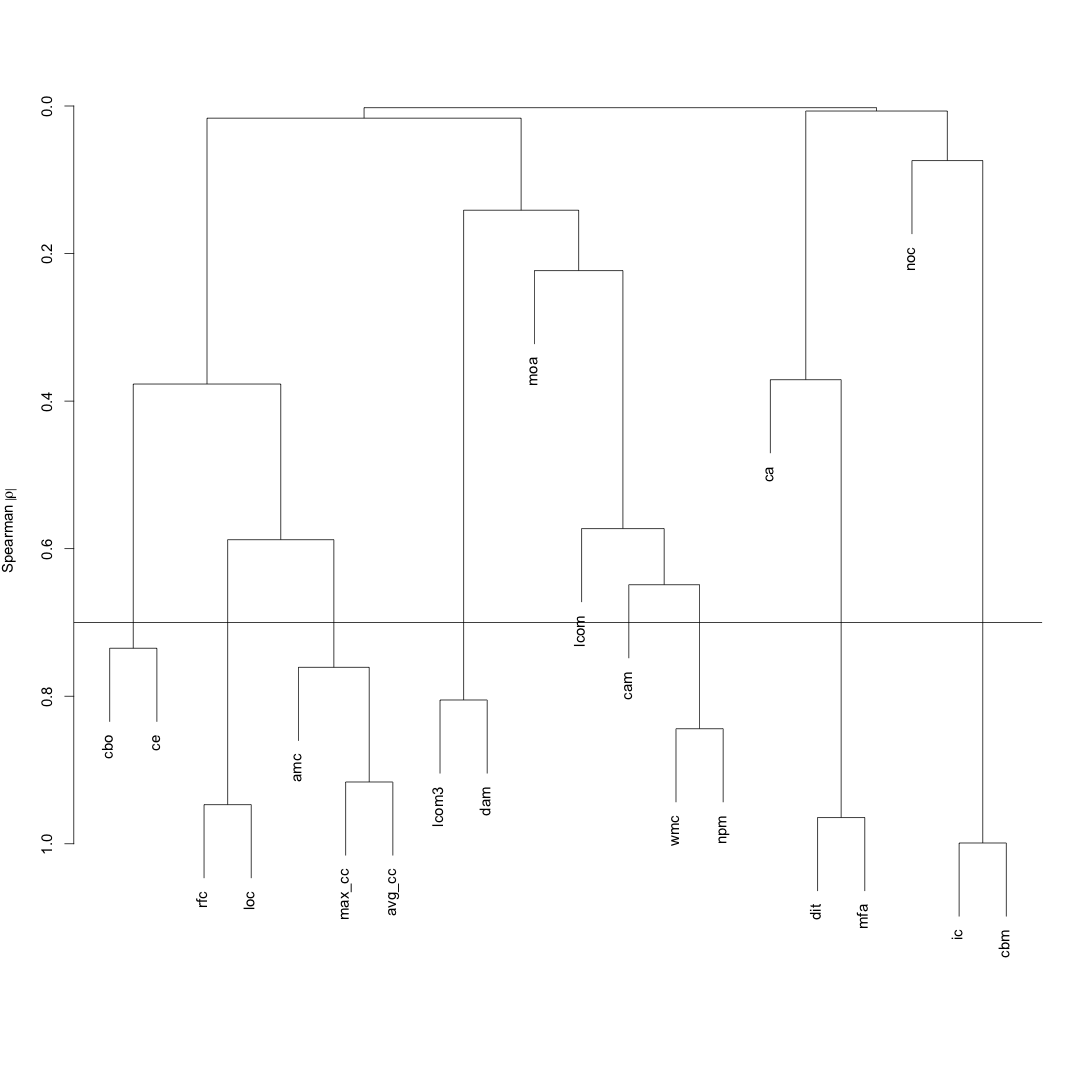 Spearman |ρ|
0.0
0.2
0.4
0.6
0.8
1.0
noc
moa
ca
lcom
cam
cbo
ce
amc
lcom3
dam
wmc
npm
rfc
loc
max_cc
avg_cc
dit
mfa
ic
cbm